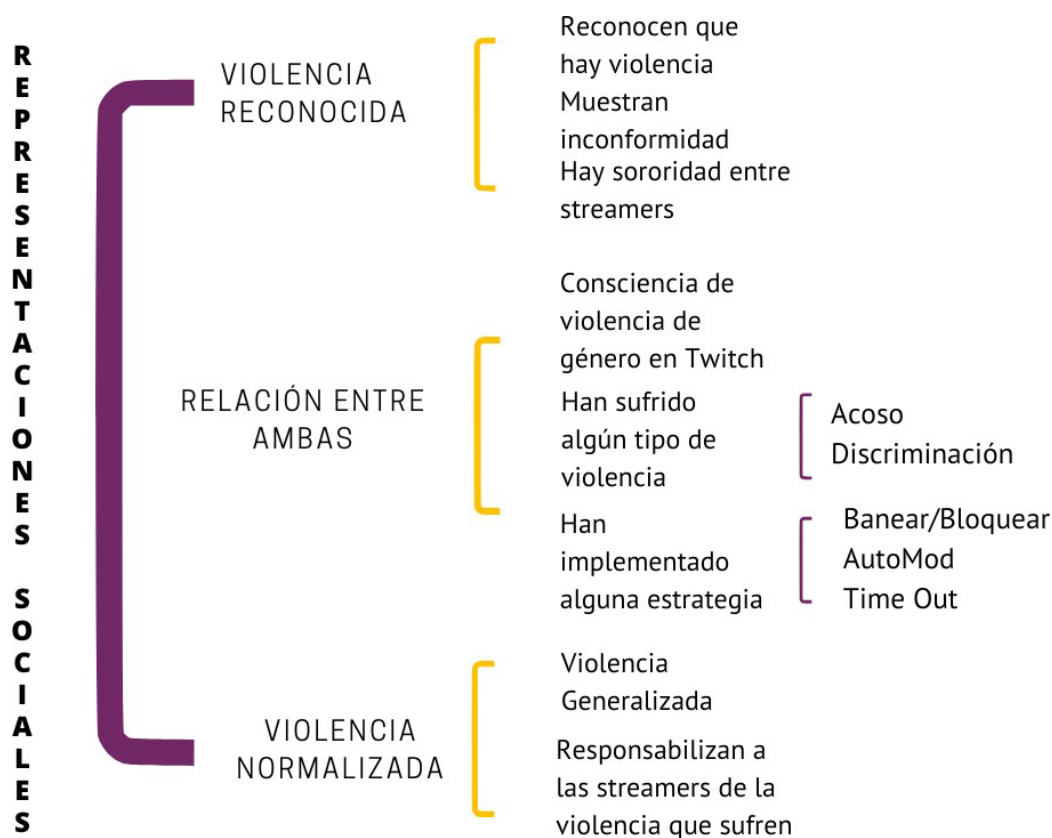 REPRESENTACIONES SOCIALES
VIOLENCIA
RECONOCIDA
Reconocen que
hay violencia
Muestran
inconformidad
Hay sororidad entre
streamers
RELACIÓN ENTRE
AMBAS
Consciencia de
violencia de
género en Twitch
Han sufrido
algún tipo de
violencia
Acoso
Discriminación
Han
implementado
alguna estrategia
Banear/Bloquear
AutoMod
Time Out
VIOLENCIA
NORMALIZADA
Violencia
Generalizada
Responsabilizan a
las streamers de la
violencia que sufren